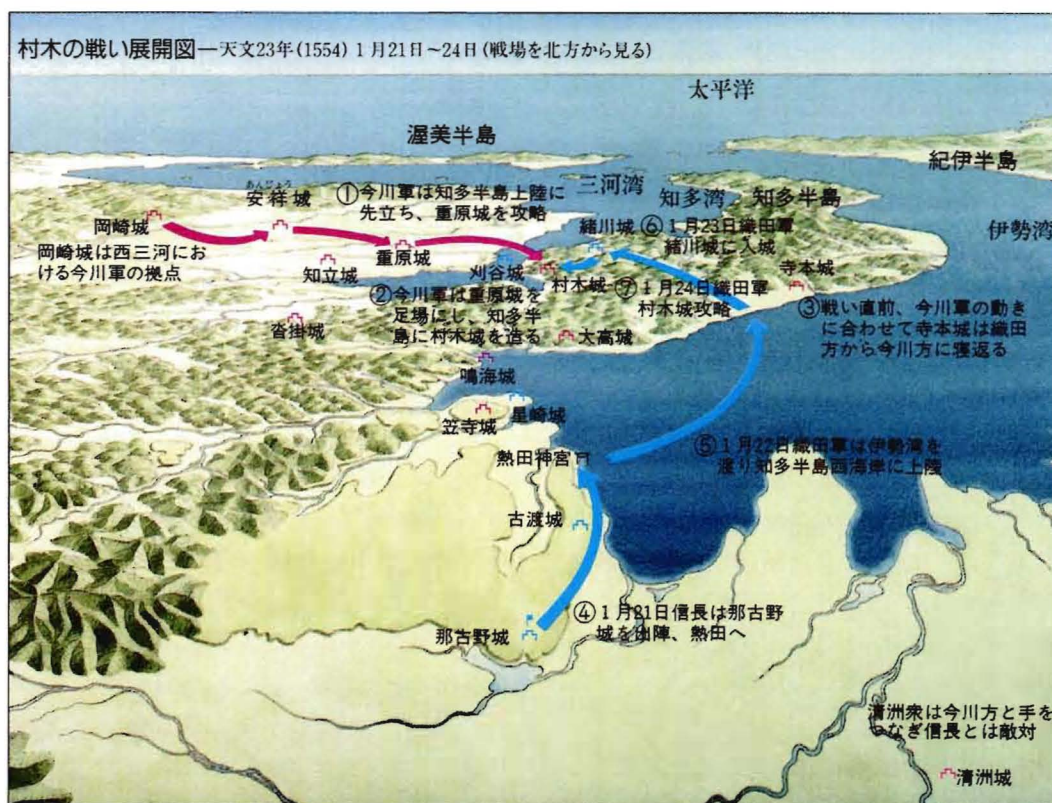 村木の戦い展開図—天文23年(1554) 1月21日～24日(戦場を北方から見る)
太平洋
渥美半島
紀伊半島
三河湾
知多湾
知多半島
伊勢湾
あんじょう
安祥城
岡崎城
岡崎城は西三河にお
ける今川軍の拠点
①今川軍は知多半島上陸に
先立ち、重原城を攻略
緒川城
⑥1月23日織田軍
緒川城に入城
重原城
知立城
刈谷城
村木城
寺本城
②今川軍は重原城を
足場にし、知多半
島に村木城を造る
⑦1月24日織田軍
村木城攻略
③戦い直前、今川軍の動き
に合わせて寺本城は織田
方から今川方に寝返る
沓掛城
大高城
鳴海城
星崎城
笠寺城
熱田神宮
⑤1月22日織田軍は伊勢湾を
渡り知多半島西海岸に上陸
古渡城
④1月21日信長は那古野
城を出陣、熱田へ
那古野城
清洲衆は今川方と手を
つなぎ信長とは敵対
清洲城